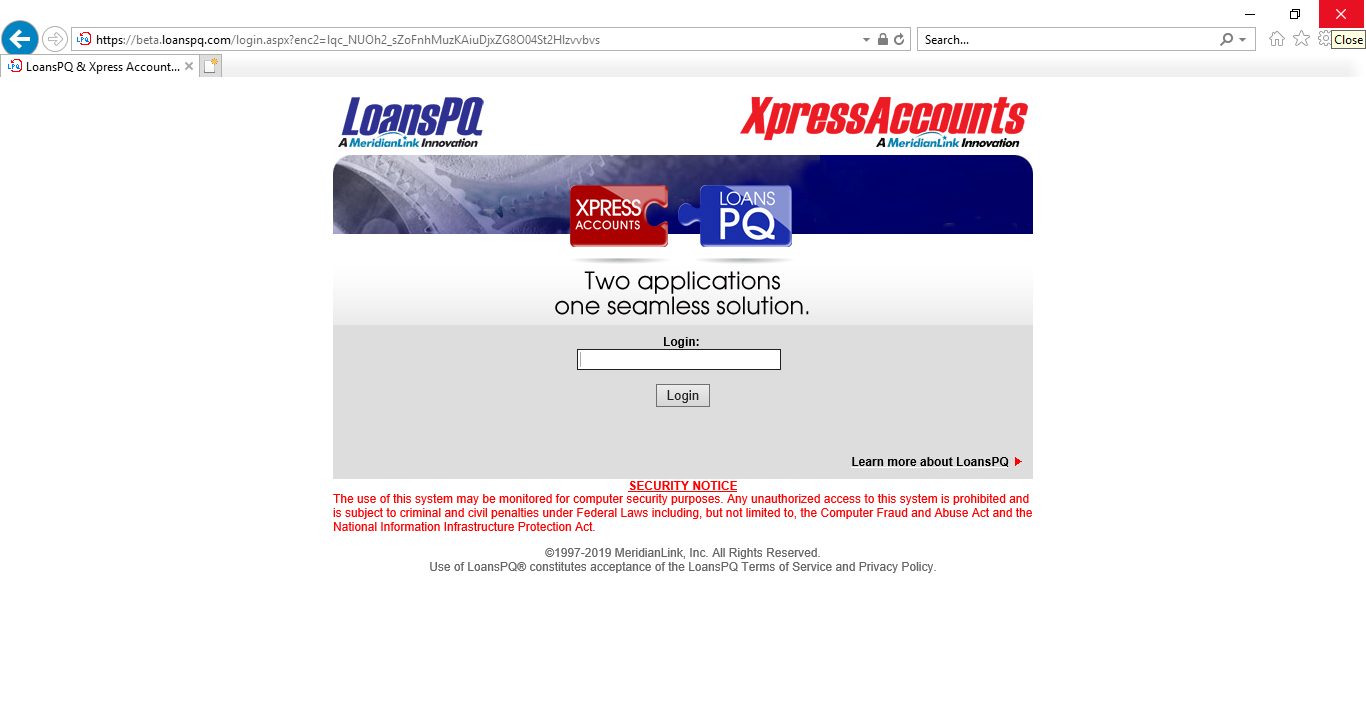 https://beta.loanspq.com/login.aspx?enc2=Iqc_NUOh2_sZoFnhMuzKAiuDjxZG8O04St2HIzvvbvs
Search...
Close
LPQ LoansPQ & Xpress Account...
LoansPQ
A MeridianLink Innovation
XpressAccounts
A MeridianLink Innovation
XPRESS
ACCOUNTS
LOANS
PQ
Two applications
one seamless solution.
Login:
Login
Learn more about LoansPQ
SECURITY NOTICE
The use of this system may be monitored for computer security purposes. Any unauthorized access to this system is prohibited and
is subject to criminal and civil penalties under Federal Laws including, but not limited to, the Computer Fraud and Abuse Act and the
National Information Infrastructure Protection Act.
©1997-2019 MeridianLink, Inc. All Rights Reserved.
Use of LoansPQ® constitutes acceptance of the LoansPQ Terms of Service and Privacy Policy.